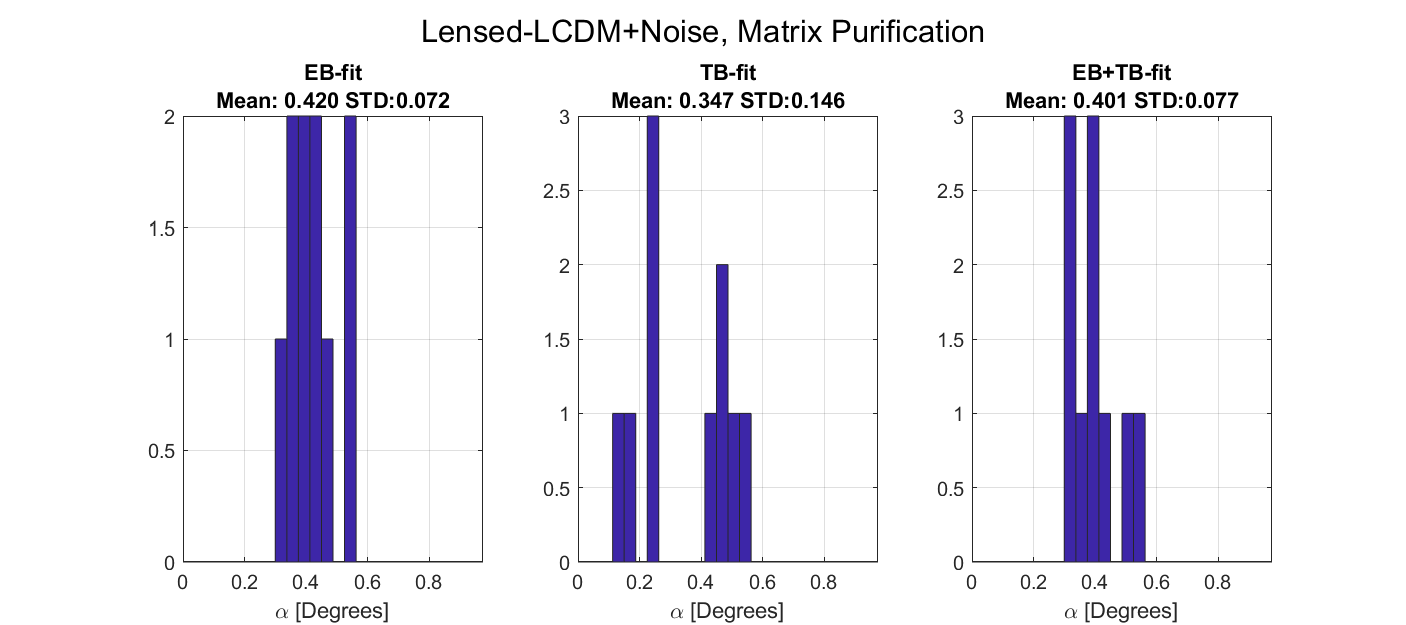 Lensed-LCDM+Noise, Matrix Purification
EB-fit
Mean: 0.420 STD:0.072
2
1.5
1
0.5
0
0 0.2 0.4 0.6 0.8
α [Degrees]
TB-fit
Mean: 0.347 STD:0.146
3
2.5
2
1.5
1
0.5
0
0 0.2 0.4 0.6 0.8
α [Degrees]
EB+TB-fit
Mean: 0.401 STD:0.077
3
2.5
2
1.5
1
0.5
0
0 0.2 0.4 0.6 0.8
α [Degrees]